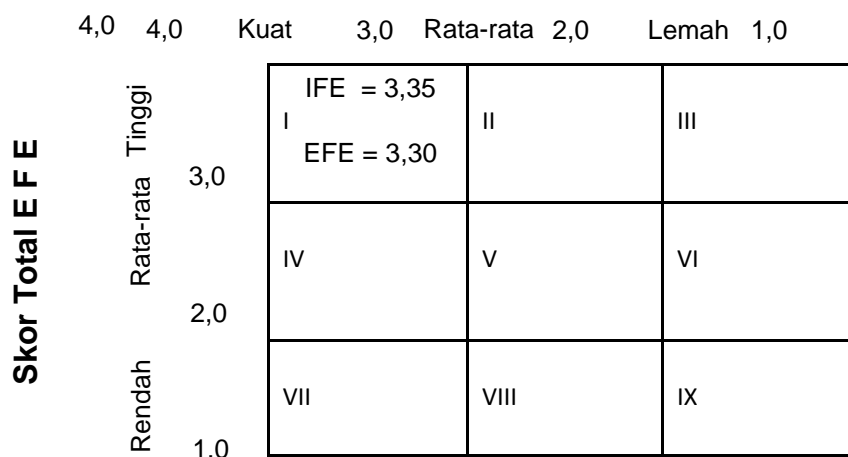 4,0 4,0 Kuat 3,0 Rata-rata 2,0 Lemah 1,0
Skor Total E F E
Tinggi
Rata-rata
Rendah
3,0
2,0
1,0
I
IFE = 3,35
EFE = 3,30
II
III
IV
V
VI
VII
VIII
IX